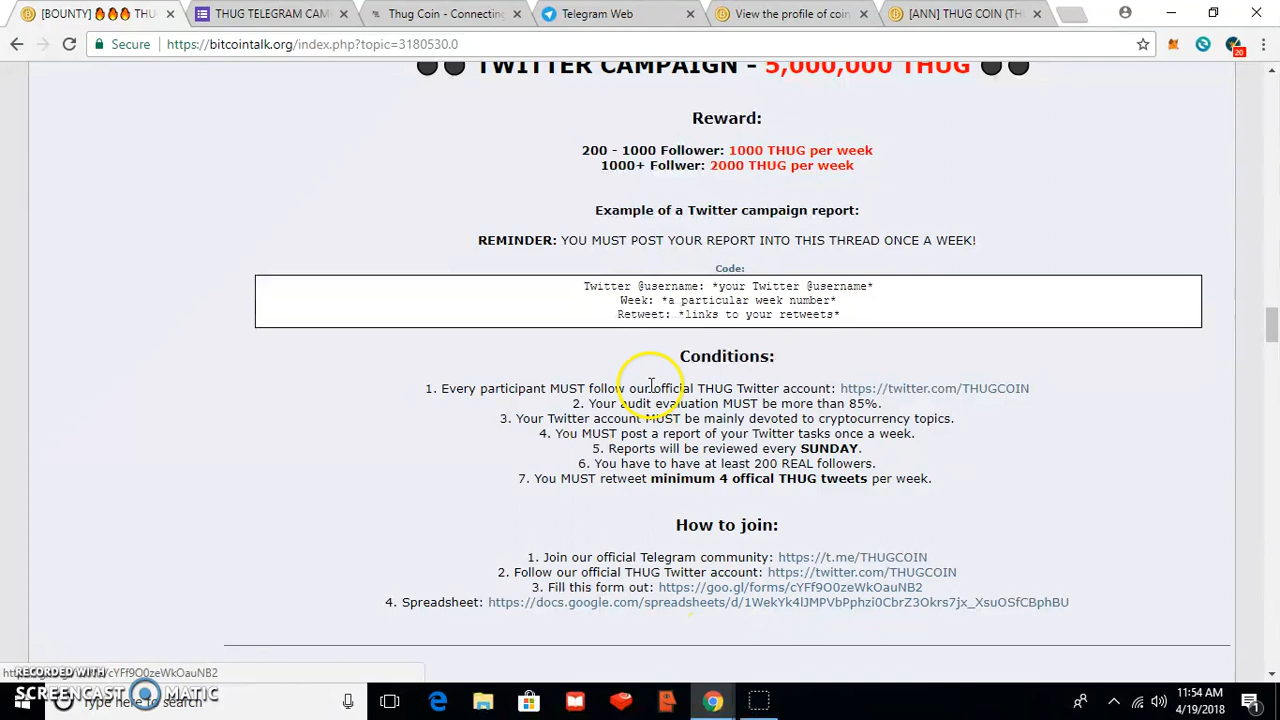 [BOUNTY] 🔥🔥🔥 THU
THUG TELEGRAM CAM
Thug Coin - Connecting
Telegram Web
View the profile of coin
[ANN] THUG COIN (TH
Secure
https://bitcointalk.org/index.php?topic=3180530.0
20
TWITTER CAMPAIGN - 5,000,000 THUG
Reward:
200 - 1000 Follower: 1000 THUG per week
1000+ Follwer: 2000 THUG per week
Example of a Twitter campaign report:
REMINDER: YOU MUST POST YOUR REPORT INTO THIS THREAD ONCE A WEEK!
Code:
Twitter @username: *your Twitter @username*
Week: *a particular week number*
Retweet: *links to your retweets*
Conditions:
1. Every participant MUST follow our official THUG Twitter account: https://twitter.com/THUGCOIN
2. Your audit evaluation MUST be more than 85%.
3. Your Twitter account MUST be mainly devoted to cryptocurrency topics.
4. You MUST post a report of your Twitter tasks once a week.
5. Reports will be reviewed every SUNDAY.
6. You have to have at least 200 REAL followers.
7. You MUST retweet minimum 4 offical THUG tweets per week.
How to join:
1. Join our official Telegram community: https://t.me/THUGCOIN
2. Follow our official THUG Twitter account: https://twitter.com/THUGCOIN
3. Fill this form out: https://goo.gl/forms/cYFf9O0zeWkOauNB2
4. Spreadsheet: https://docs.google.com/spreadsheets/d/1WekYk4lJMPVbPphzi0CbrZ3Okrs7jx_XsuOSfCBphBU
RECORDED WITH
SCREENCAST MATIC
cYFf9O0zeWkOauNB2
Type here to search
11:54 AM
4/19/2018
1